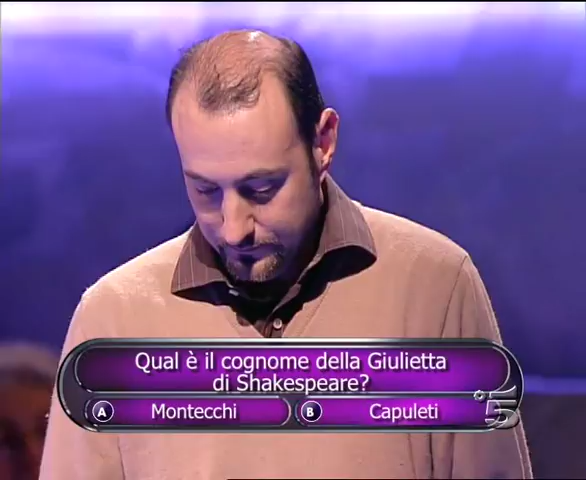 Qual è il cognome della Giulietta
di Shakespeare?
A Montecchi B Capuleti
5